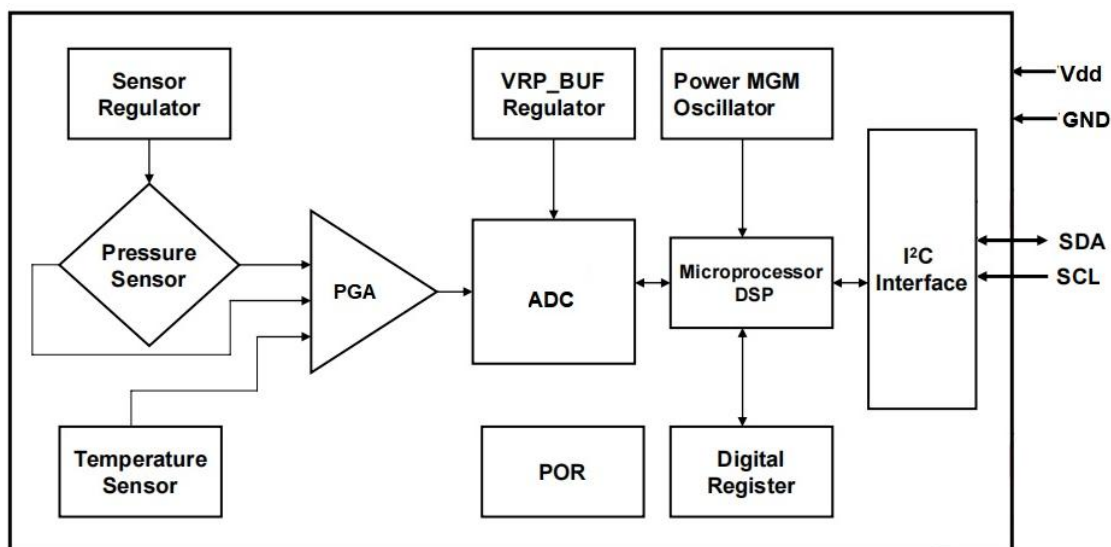 Sensor
Regulator
VRP_BUF
Regulator
Power MGM
Oscillator
Vdd
GND
Pressure
Sensor
PGA
ADC
Microprocessor
DSP
I²C
Interface
SDA
SCL
Temperature
Sensor
POR
Digital
Register